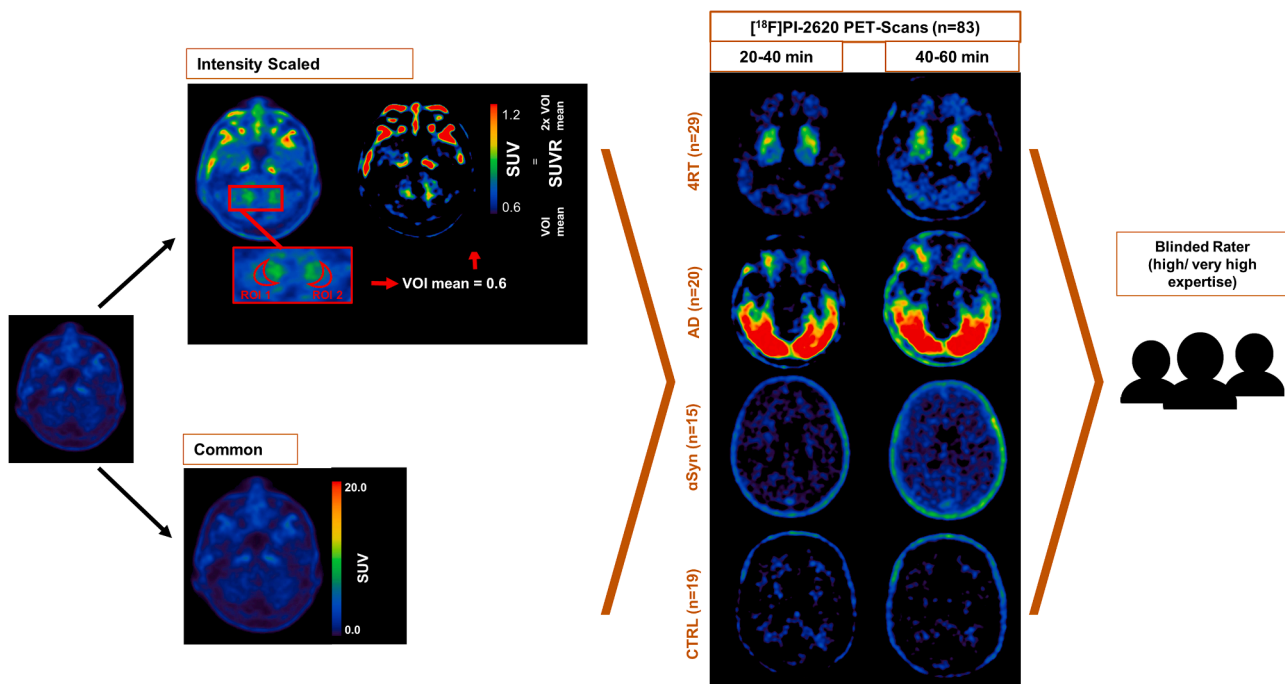 Intensity Scaled
1.2
0.6
SUV
=
SUVR
2x VOI
mean
VOI
mean
ROI 1
ROI 2
VOI mean = 0.6
Common
20.0
SUV
0.0
[¹⁸F]PI-2620 PET-Scans (n=83)
20-40 min
40-60 min
4RT (n=29)
AD (n=20)
αSyn (n=15)
CTRL (n=19)
Blinded Rater
(high/ very high
expertise)